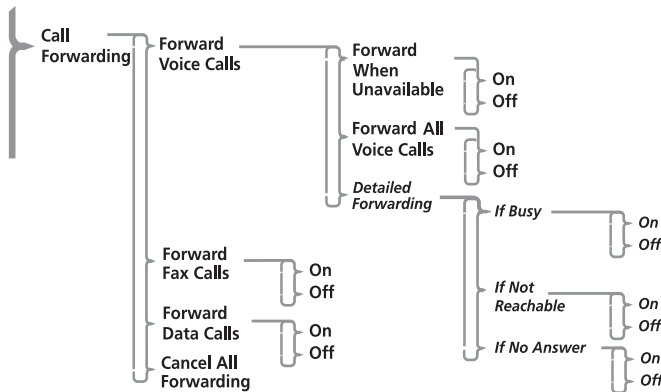 Call
Forwarding
Forward
Voice Calls
Forward
When
Unavailable
On
Off
Forward All
Voice Calls
On
Off
Detailed
Forwarding
If Busy
On
Off
If Not
Reachable
On
Off
If No Answer
On
Off
Forward
Fax Calls
On
Off
Forward
Data Calls
On
Off
Cancel All
Forwarding